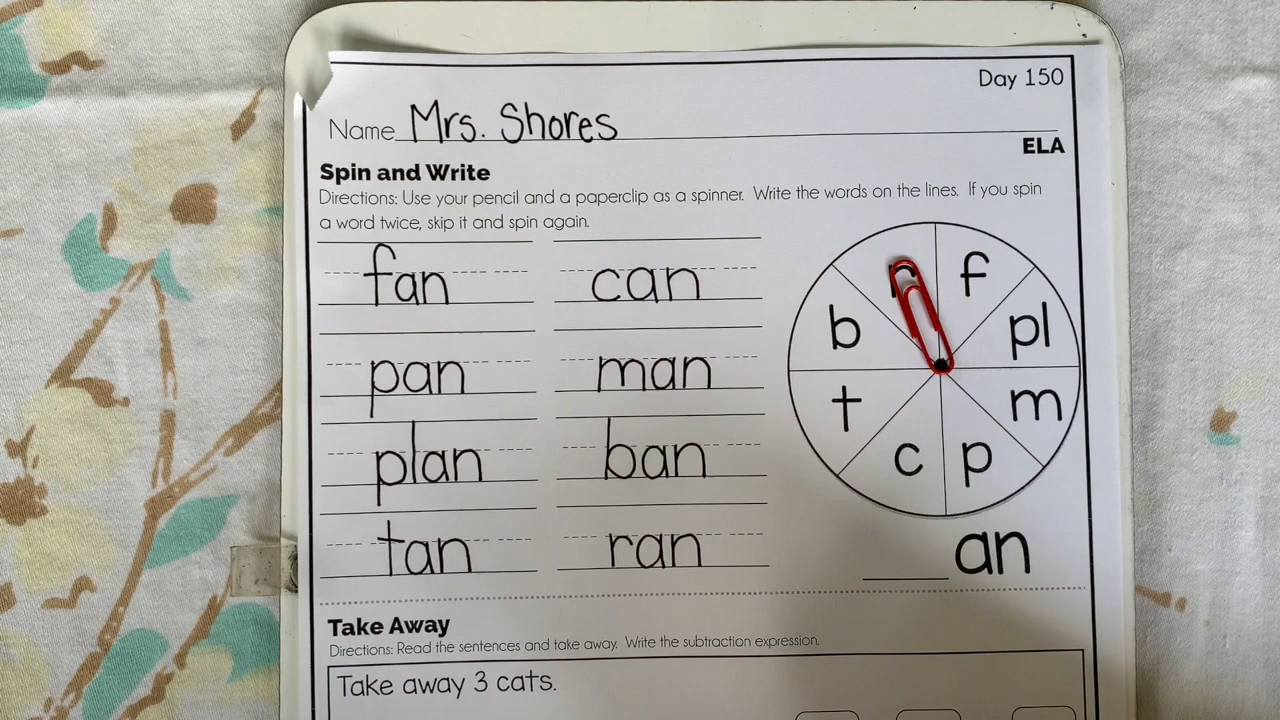 Day 150
Name Mrs. Shores
ELA
Spin and Write
Directions: Use your pencil and a paperclip as a spinner. Write the words on the lines. If you spin
a word twice, skip it and spin again.
fan can
pan man
plan ban
tan ran
r f
b pl
t m
c p
an
Take Away
Directions: Read the sentences and take away. Write the subtraction expression.
Take away 3 cats.